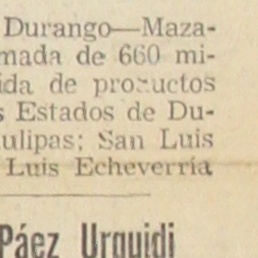 Durango—Maza-
mada de 660 mi-
ida de productos
s Estados de Du-
ulipas; San Luis
Luis Echeverría
Páez Urquidi